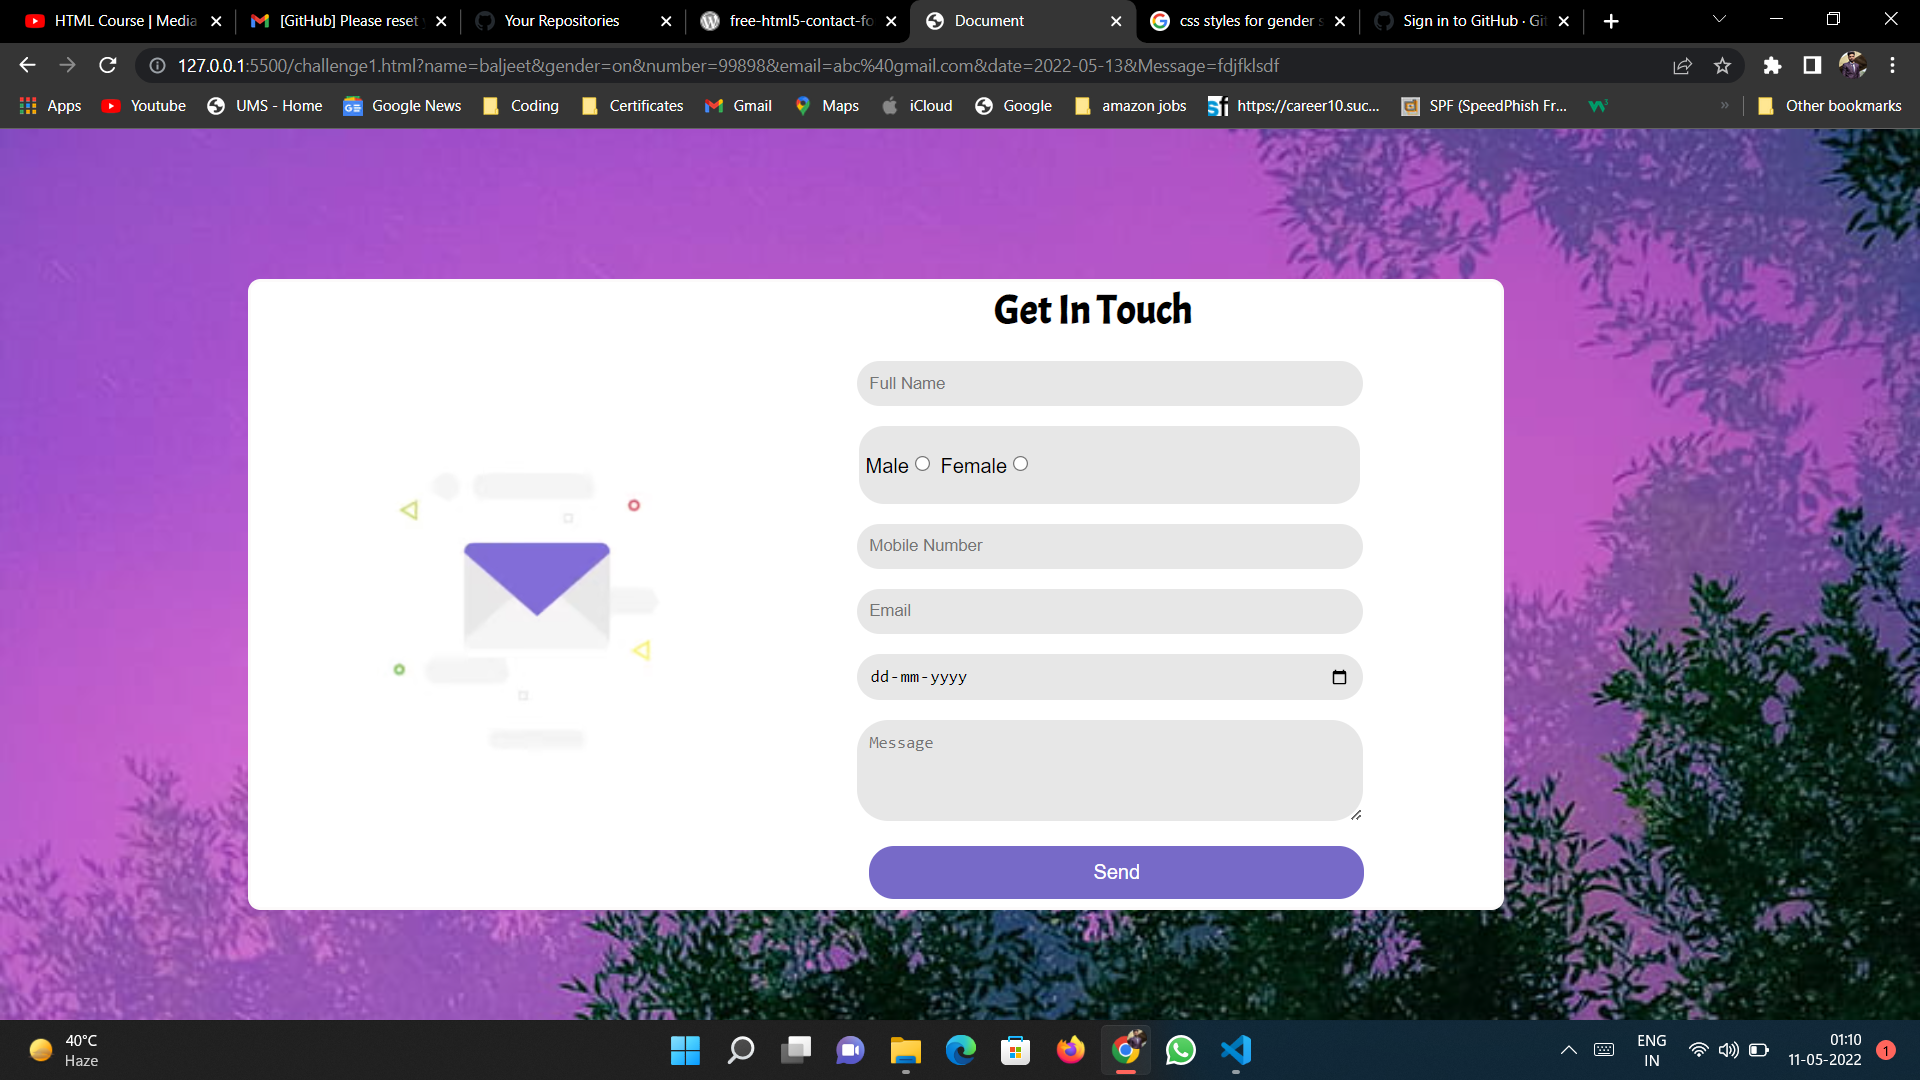 HTML Course | Media
[GitHub] Please reset
Your Repositories
free-html5-contact-fo
Document
css styles for gender s
Sign in to GitHub · Git
127.0.0.1:5500/challenge1.html?name=baljeet&gender=on&number=99898&email=abc%40gmail.com&date=2022-05-13&Message=fdjfklsdf
Apps
Youtube
UMS - Home
Google News
Coding
Certificates
Gmail
Maps
iCloud
Google
amazon jobs
https://career10.suc...
SPF (SpeedPhish Fr...
»
Other bookmarks
Get In Touch
Full Name
Male Female
Mobile Number
Email
dd-mm-yyyy
Message
Send
40°C
Haze
ENG
IN
01:10
11-05-2022
1